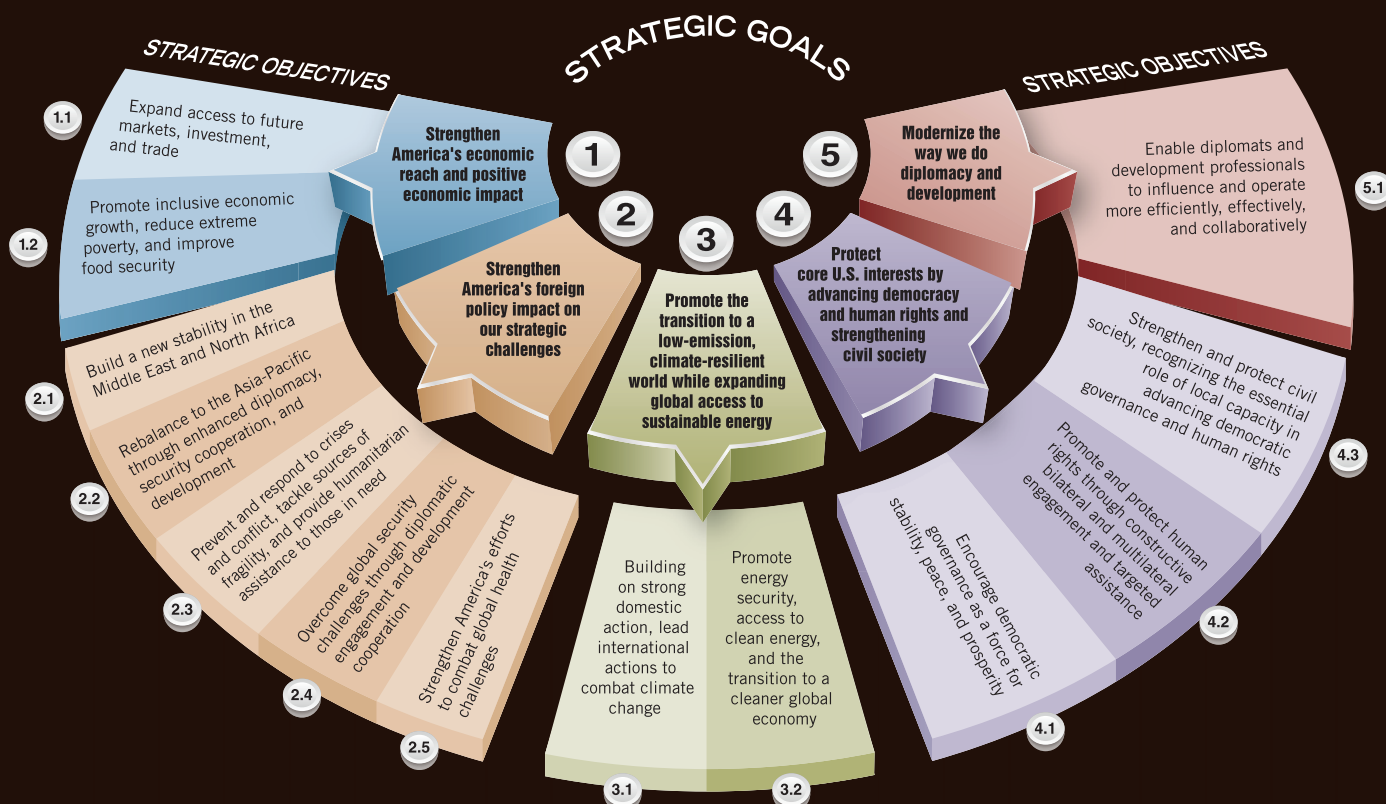 STRATEGIC GOALS
STRATEGIC OBJECTIVES
STRATEGIC OBJECTIVES
1
Strengthen
America's economic
reach and positive
economic impact
1.1
Expand access to future
markets, investment,
and trade
1.2
Promote inclusive economic
growth, reduce extreme
poverty, and improve
food security
2
Strengthen
America's foreign
policy impact on
our strategic
challenges
2.1
Build a new stability in the
Middle East and North Africa
2.2
Rebalance to the Asia-Pacific
through enhanced diplomacy,
security cooperation, and
development
2.3
Prevent and respond to crises
and conflict, tackle sources of
fragility, and provide humanitarian
assistance to those in need
2.4
Overcome global security
challenges through diplomatic
engagement and development
cooperation
2.5
Strengthen America's efforts
to combat global health
challenges
3
Promote the
transition to a
low-emission,
climate-resilient
world while expanding
global access to
sustainable energy
3.1
Building
on strong
domestic
action, lead
international
actions to
combat climate
change
3.2
Promote
energy
security,
access to
clean energy,
and the
transition to a
cleaner global
economy
4
Protect
core U.S. interests by
advancing democracy
and human rights and
strengthening
civil society
4.1
Encourage democratic
governance as a force for
stability, peace, and prosperity
4.2
Promote and protect human
rights through constructive
bilateral and multilateral
engagement and targeted
assistance
4.3
Strengthen and protect civil
society, recognizing the essential
role of local capacity in
advancing democratic
governance and human rights
5
Modernize the
way we do
diplomacy and
development
5.1
Enable diplomats and
development professionals
to influence and operate
more efficiently, effectively,
and collaboratively